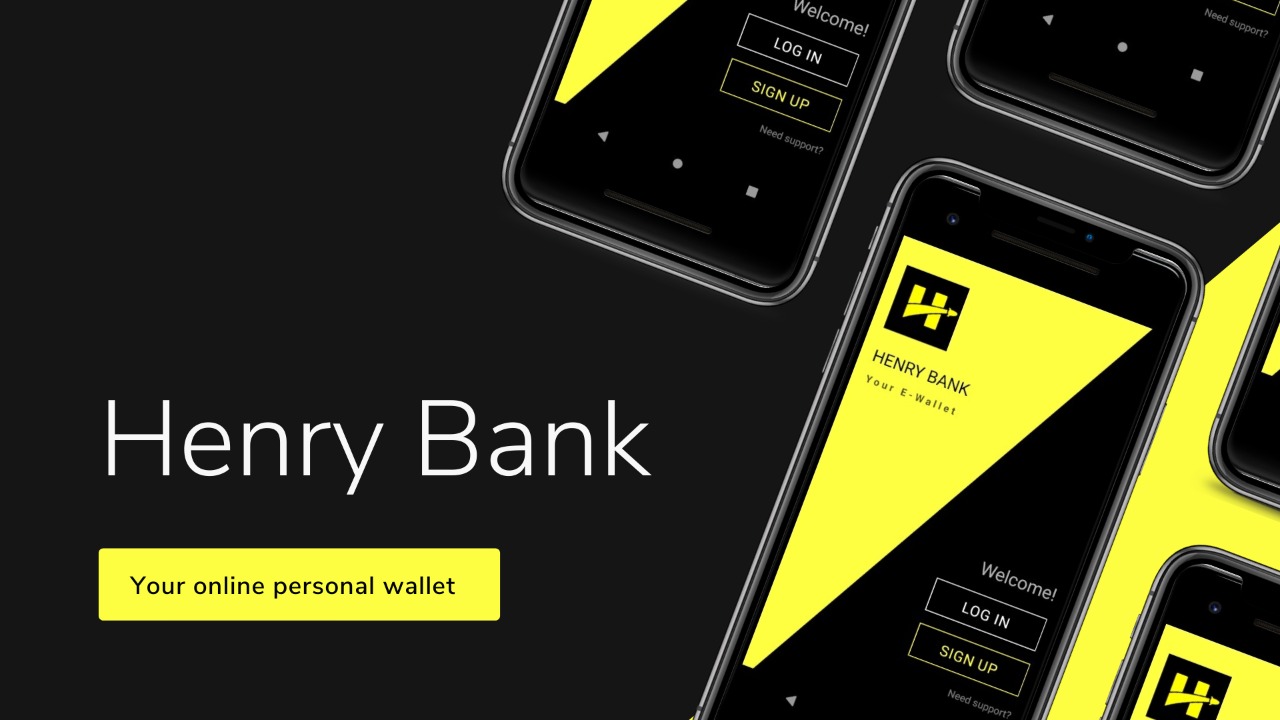 Welcome!
LOG IN
SIGN UP
Need support?
Need support?
HENRY BANK
Your E-Wallet
Henry Bank
Your online personal wallet
Welcome!
LOG IN
SIGN UP
Need support?